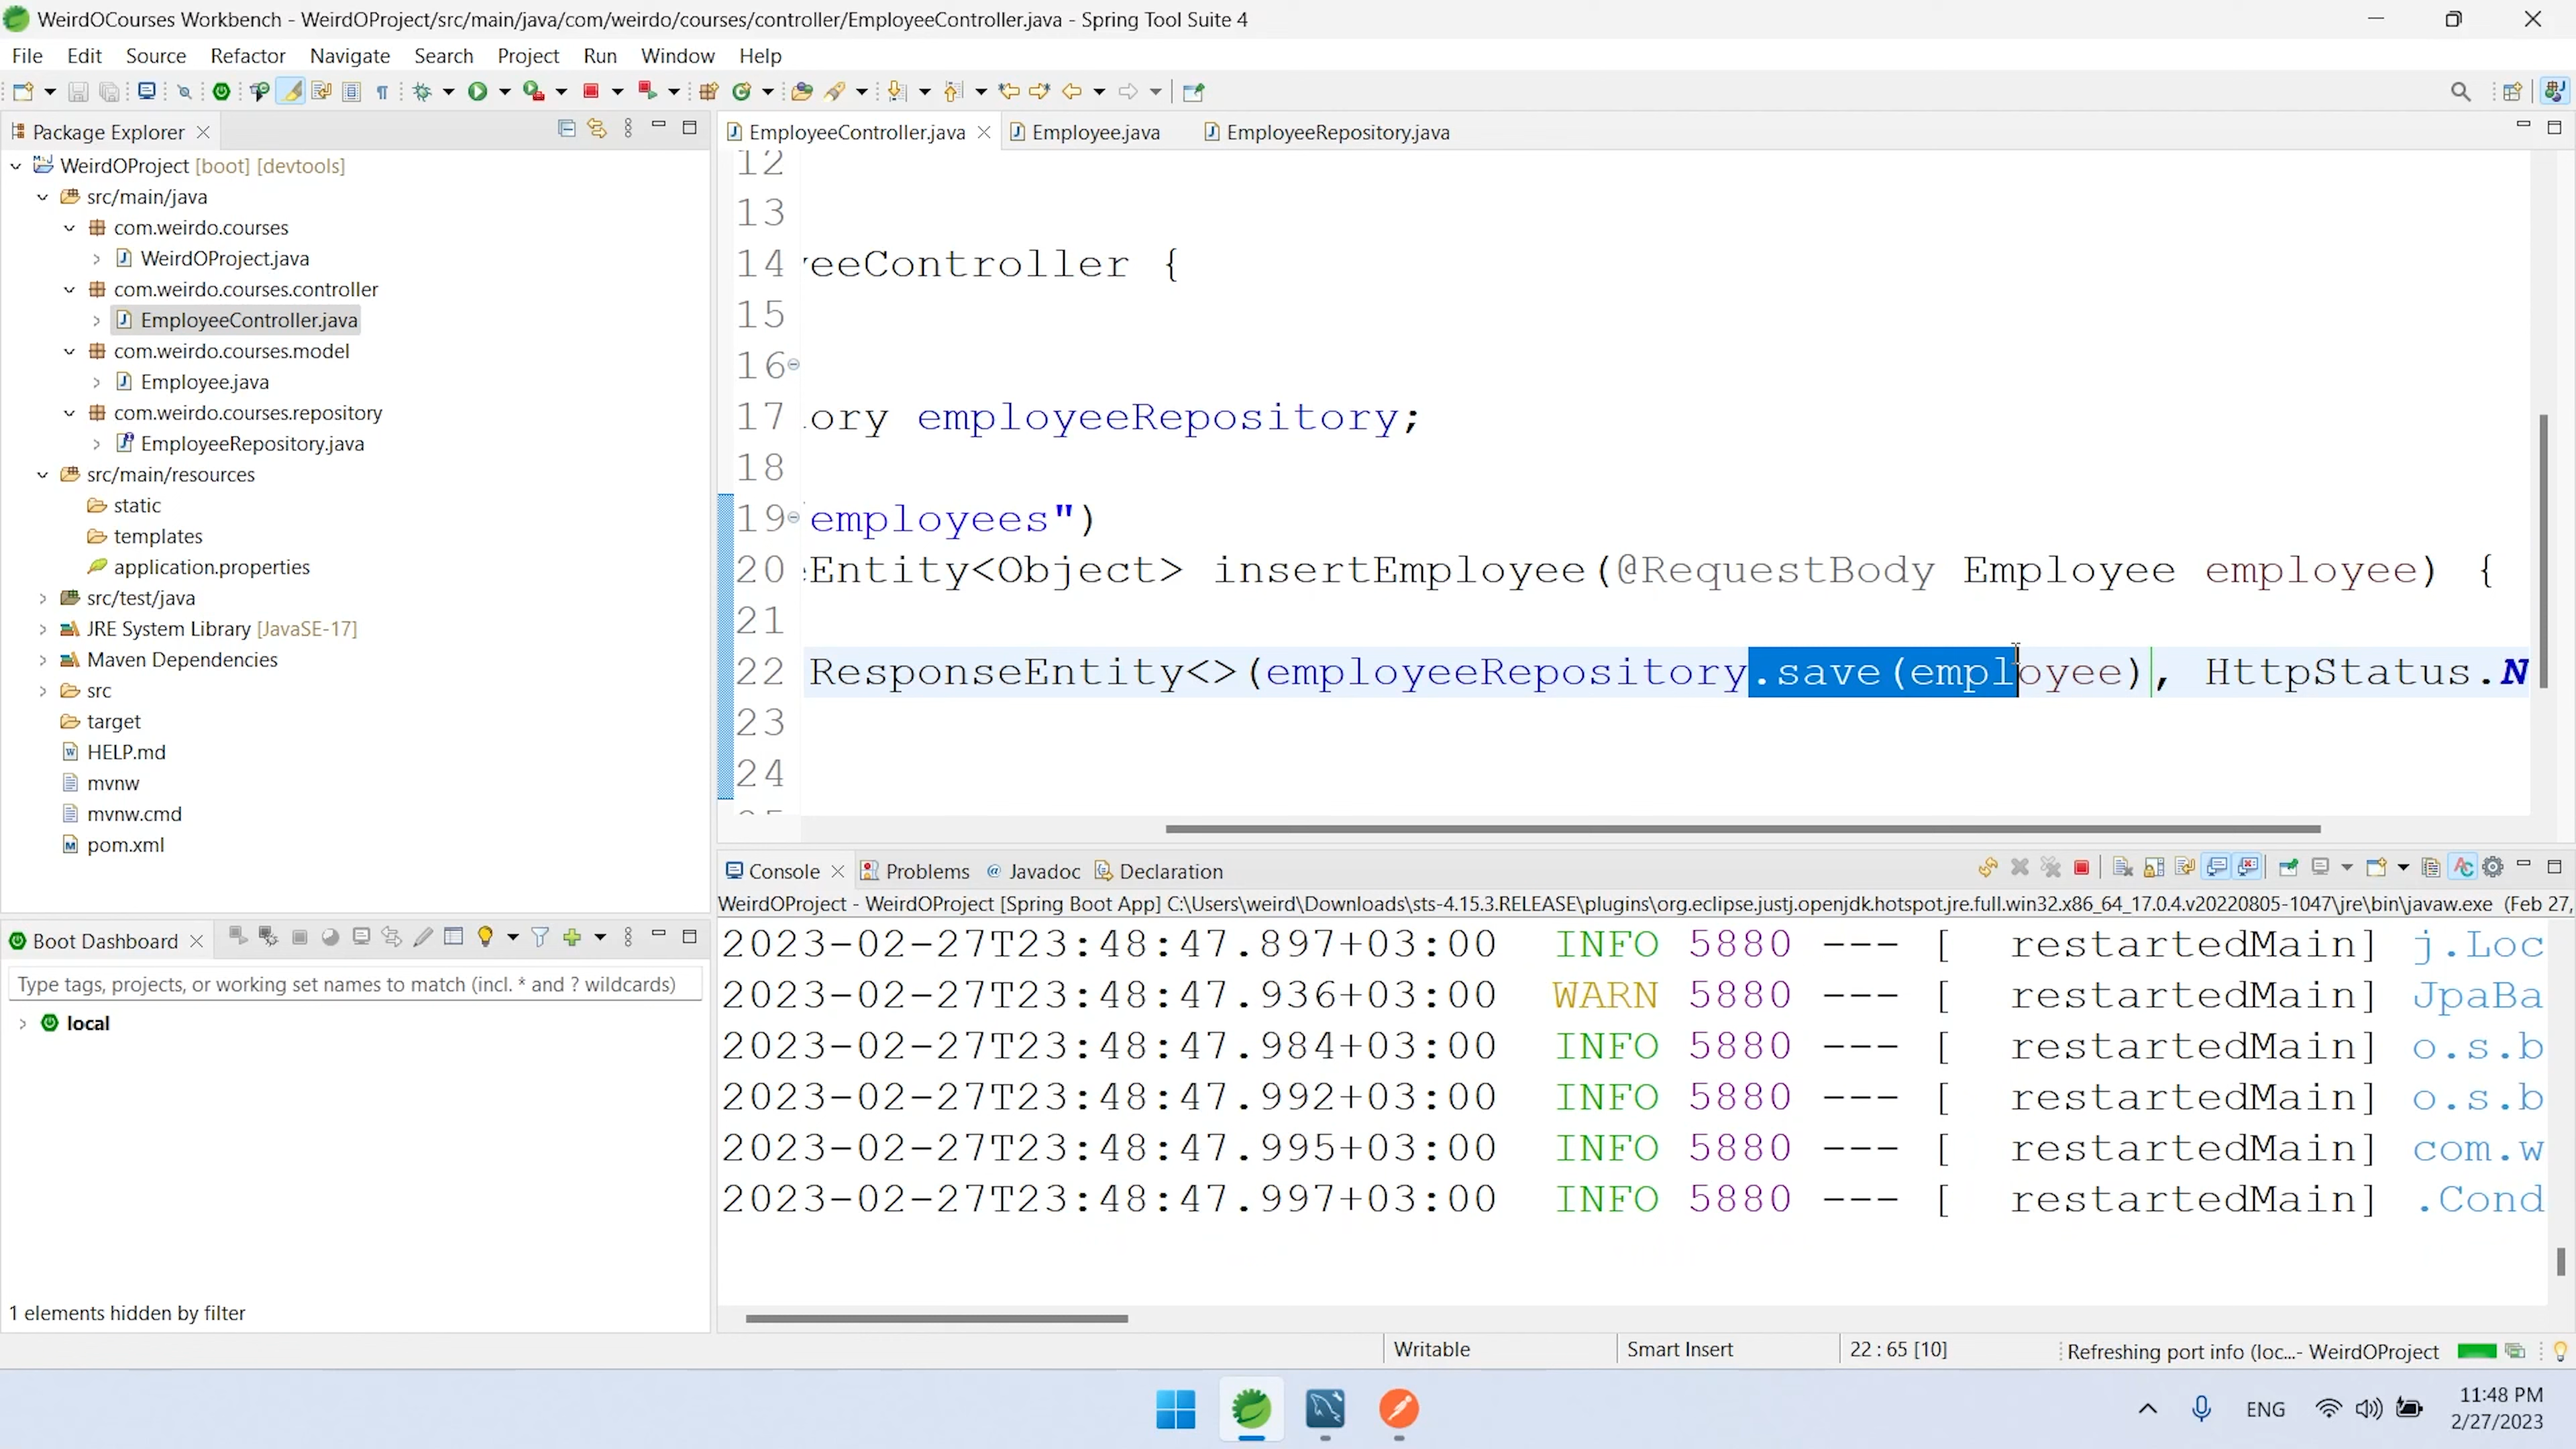 WeirdOCourses Workbench - WeirdOProject/src/main/java/com/weirdo/courses/controller/EmployeeController.java - Spring Tool Suite 4
File Edit Source Refactor Navigate Search Project Run Window Help
Package Explorer
WeirdOProject [boot] [devtools]
src/main/java
com.weirdo.courses
WeirdOProject.java
com.weirdo.courses.controller
EmployeeController.java
com.weirdo.courses.model
Employee.java
com.weirdo.courses.repository
EmployeeRepository.java
src/main/resources
static
templates
application.properties
src/test/java
JRE System Library [JavaSE-17]
Maven Dependencies
src
target
HELP.md
mvnw
mvnw.cmd
pom.xml
EmployeeController.java Employee.java EmployeeRepository.java
12
13
14 eeController {
15
16
17 ory employeeRepository;
18
19 employees")
20 Entity<Object> insertEmployee(@RequestBody Employee employee) {
21
22 ResponseEntity<>(employeeRepository.save(employee), HttpStatus.N
23
24
Boot Dashboard
Type tags, projects, or working set names to match (incl. * and ? wildcards)
local
1 elements hidden by filter
Console Problems Javadoc Declaration
WeirdOProject - WeirdOProject [Spring Boot App] C:\Users\weird\Downloads\sts-4.15.3.RELEASE\plugins\org.eclipse.justj.openjdk.hotspot.jre.full.win32.x86_64_17.0.4.v20220805-1047\jre\bin\javaw.exe (Feb 27,
2023-02-27T23:48:47.897+03:00 INFO 5880 --- [ restartedMain] j.Loc
2023-02-27T23:48:47.936+03:00 WARN 5880 --- [ restartedMain] JpaBa
2023-02-27T23:48:47.984+03:00 INFO 5880 --- [ restartedMain] o.s.b
2023-02-27T23:48:47.992+03:00 INFO 5880 --- [ restartedMain] o.s.b
2023-02-27T23:48:47.995+03:00 INFO 5880 --- [ restartedMain] com.w
2023-02-27T23:48:47.997+03:00 INFO 5880 --- [ restartedMain] .Cond
Writable Smart Insert 22 : 65 [10] Refreshing port info (loc...- WeirdOProject
ENG
11:48 PM
2/27/2023